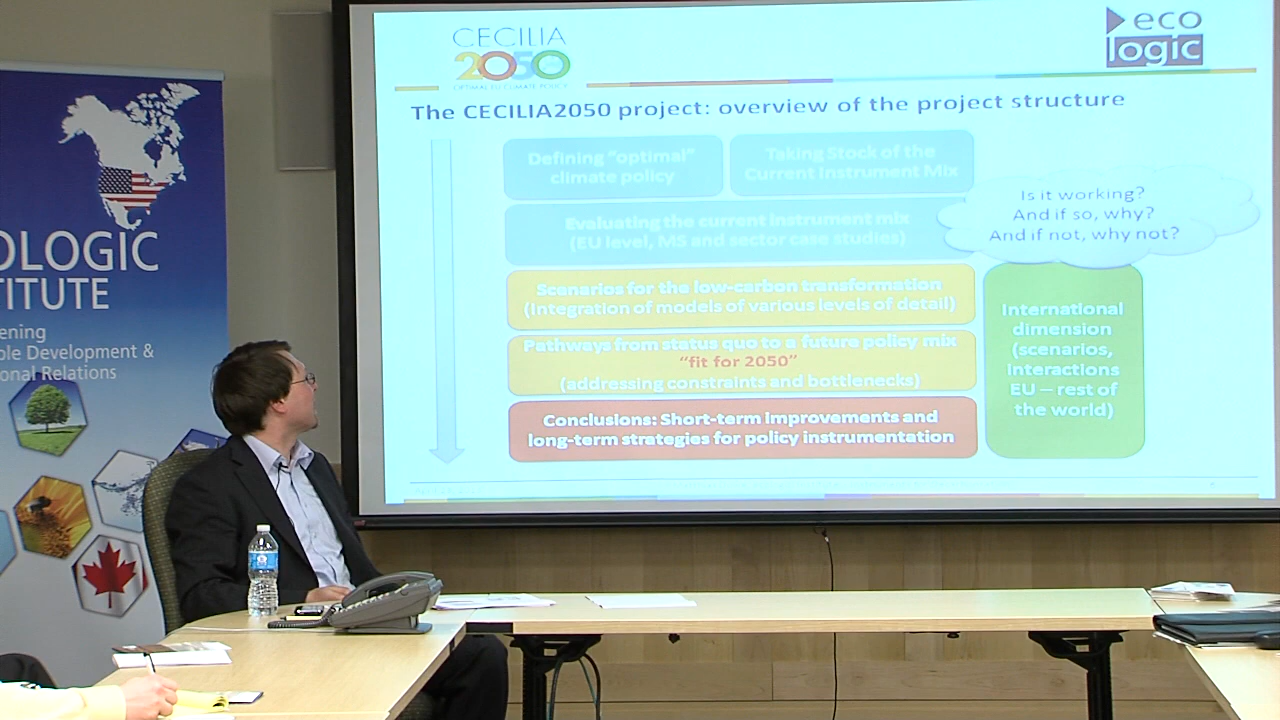 CECILIA
2050
OPTIMAL EU CLIMATE POLICY
eco
logic
The CECILIA2050 project: overview of the project structure
Defining "optimal"
climate policy
Taking Stock of the
Current Instrument Mix
Evaluating the current instrument mix
(EU level, MS and sector case studies)
Is it working?
And if so, why?
And if not, why not?
Scenarios for the low-carbon transformation
(Integration of models of various levels of detail)
Pathways from status quo to a future policy mix
"fit for 2050"
(addressing constraints and bottlenecks)
Conclusions: Short-term improvements and
long-term strategies for policy instrumentation
International
dimension
(scenarios,
interactions
EU – rest of
the world)
OLOGIC
TITUTE
ening
ble Development &
onal Relations